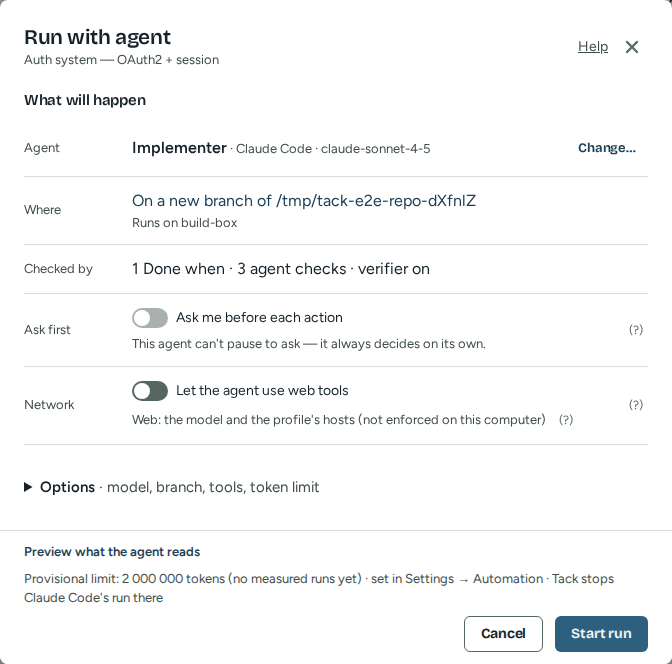 Run with agent
Help
Auth system — OAuth2 + session
What will happen
Agent
Implementer · Claude Code · claude-sonnet-4-5
Change...
Where
On a new branch of /tmp/tack-e2e-repo-dXfnlZ
Runs on build-box
Checked by
1 Done when · 3 agent checks · verifier on
Ask first
Ask me before each action
This agent can't pause to ask — it always decides on its own.
(?)
Network
Let the agent use web tools
Web: the model and the profile's hosts (not enforced on this computer) (?)
(?)
Options · model, branch, tools, token limit
Preview what the agent reads
Provisional limit: 2 000 000 tokens (no measured runs yet) · set in Settings → Automation · Tack stops
Claude Code's run there
Cancel
Start run